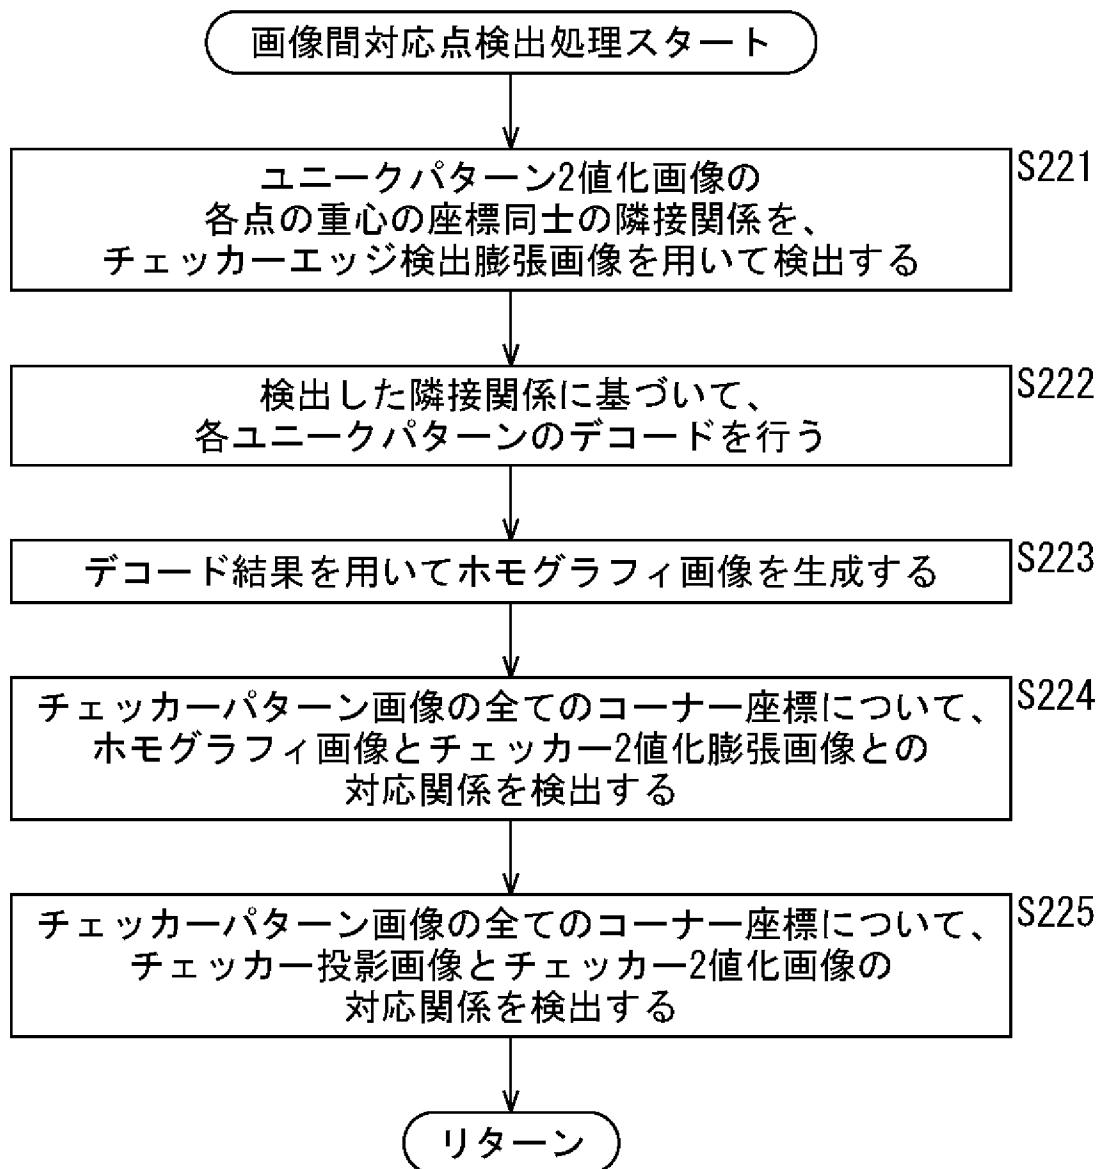 画像間対応点検出処理スタート
S221
ユニークパターン2値化画像の
各点の重心の座標同士の隣接関係を、
チェッカーエッジ検出膨張画像を用いて検出する
S222
検出した隣接関係に基づいて、
各ユニークパターンのデコードを行う
S223
デコード結果を用いてホモグラフィ画像を生成する
S224
チェッカーパターン画像の全てのコーナー座標について、
ホモグラフィ画像とチェッカー2値化膨張画像との
対応関係を検出する
S225
チェッカーパターン画像の全てのコーナー座標について、
チェッカー投影画像とチェッカー2値化画像の
対応関係を検出する
リターン